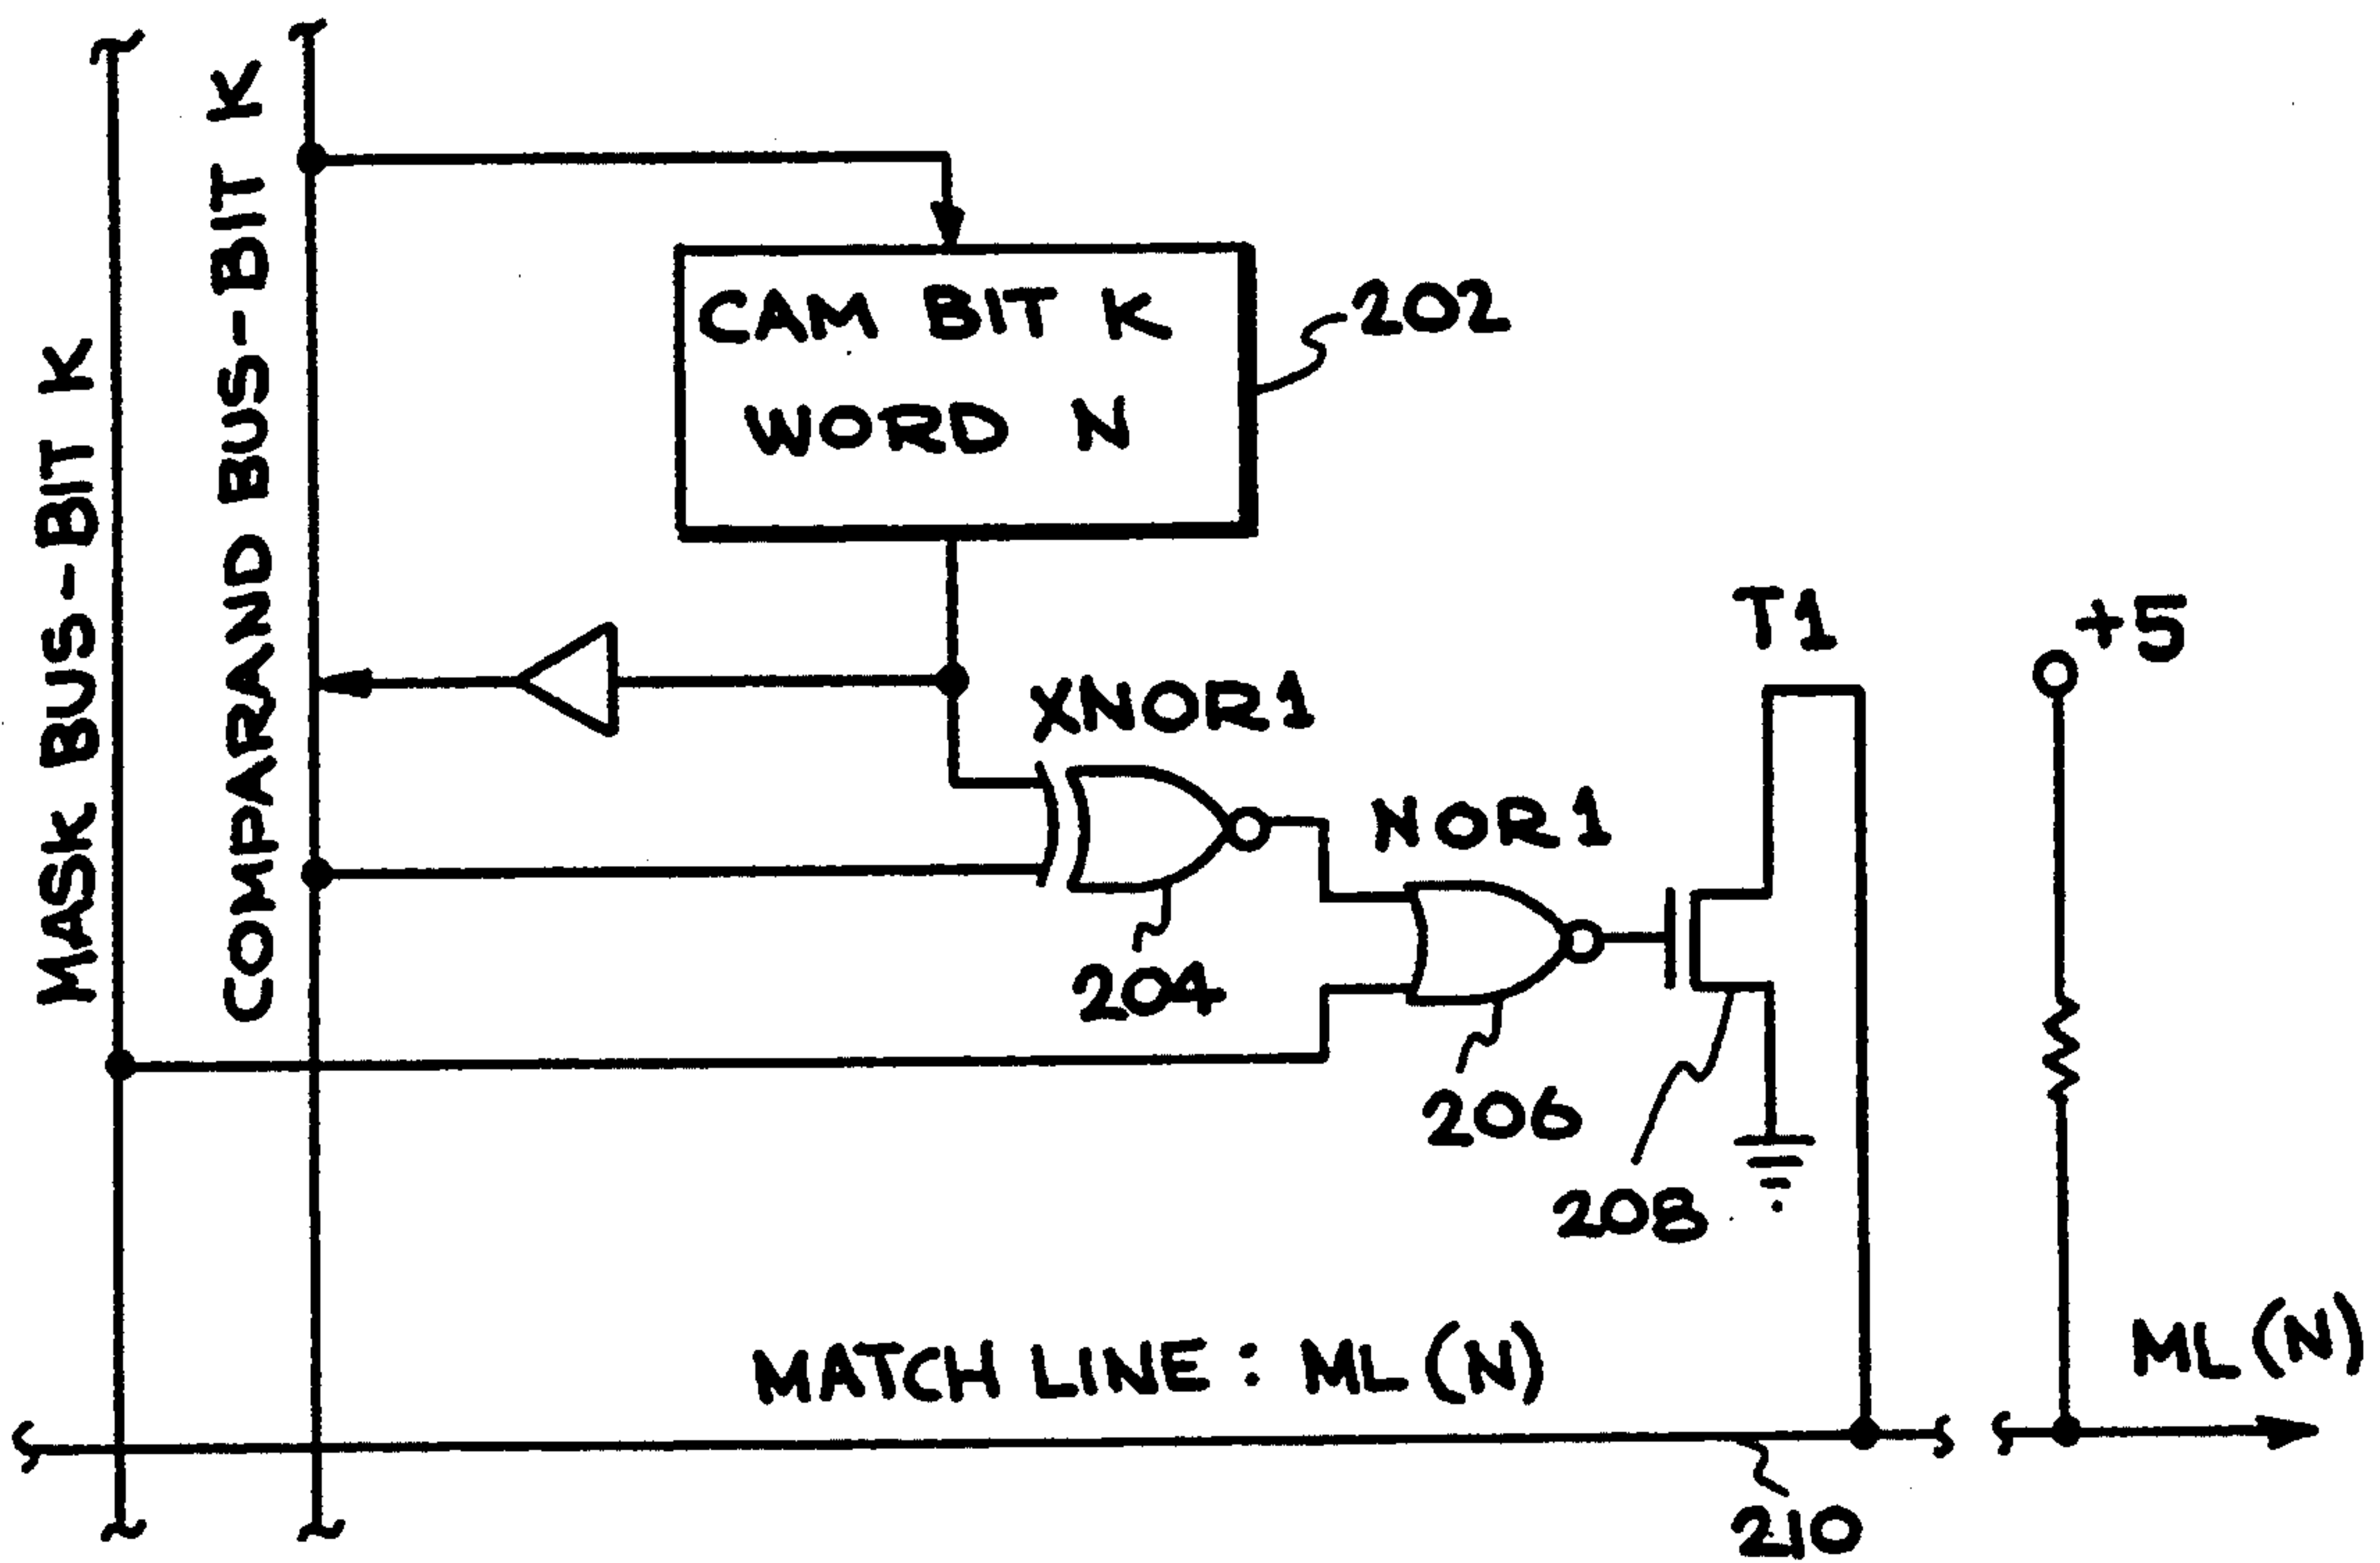 MASK BUS-BIT K
COMPARAND BUS-BIT K
CAM BIT K
WORD N
202
T1
+5
XNOR1
NOR1
204
206
208
MATCH LINE: ML(N)
ML(N)
210